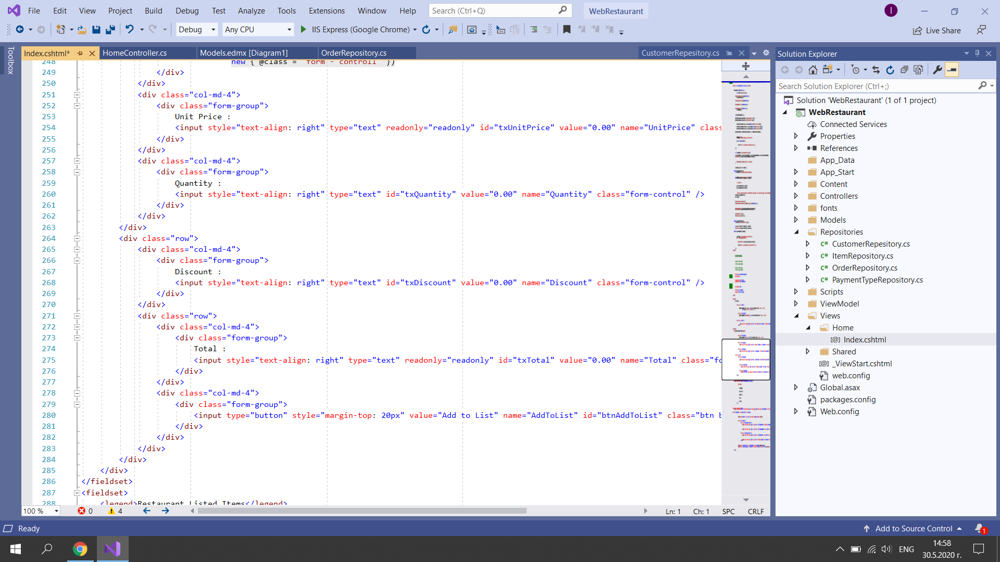 File Edit View Project Build Debug Test Analyze Tools Extensions Window Help Search (Ctrl+Q) WebRestaurant I
Debug Any CPU IIS Express (Google Chrome) Live Share
Toolbox
Index.cshtml* HomeController.cs Models.edmx [Diagram1] OrderRepository.cs CustomerRepesitory.cs
248 new { @class = "form - controll" })
249 </div>
250 </div>
251 <div class="col-md-4">
252 <div class="form-group">
253 Unit Price :
254 <input style="text-align: right" type="text" readonly="readonly" id="txUnitPrice" value="0.00" name="UnitPrice" clas
255 </div>
256 </div>
257 <div class="col-md-4">
258 <div class="form-group">
259 Quantity :
260 <input style="text-align: right" type="text" id="txQuantity" value="0.00" name="Quantity" class="form-control" />
261 </div>
262 </div>
263 </div>
264 <div class="row">
265 <div class="col-md-4">
266 <div class="form-group">
267 Discount :
268 <input style="text-align: right" type="text" id="txDiscount" value="0.00" name="Discount" class="form-control" />
269 </div>
270 </div>
271 <div class="row">
272 <div class="col-md-4">
273 <div class="form-group">
274 Total :
275 <input style="text-align: right" type="text" readonly="readonly" id="txTotal" value="0.00" name="Total" class="fo
276 </div>
277 </div>
278 <div class="col-md-4">
279 <div class="form-group">
280 <input type="button" style="margin-top: 20px" value="Add to List" name="AddToList" id="btnAddToList" class="btn b
281 </div>
282 </div>
283 </div>
284 </div>
285 </div>
286 </fieldset>
287 <fieldset>
288 <legend>Restaurant Listed Items</legend>
100 % 0 4 Ln: 1 Ch: 1 SPC CRLF
Solution Explorer
Search Solution Explorer (Ctrl+;)
Solution 'WebRestaurant' (1 of 1 project)
WebRestaurant
Connected Services
Properties
References
App_Data
App_Start
Content
Controllers
fonts
Models
Repositories
C# CustomerRepesitory.cs
C# ItemRepository.cs
C# OrderRepository.cs
C# PaymentTypeRepository.cs
Scripts
ViewModel
Views
Home
[@] Index.cshtml
Shared
[@] _ViewStart.cshtml
web.config
Global.asax
packages.config
Web.config
Ready Add to Source Control 1
ENG 14:58
30.5.2020 г.